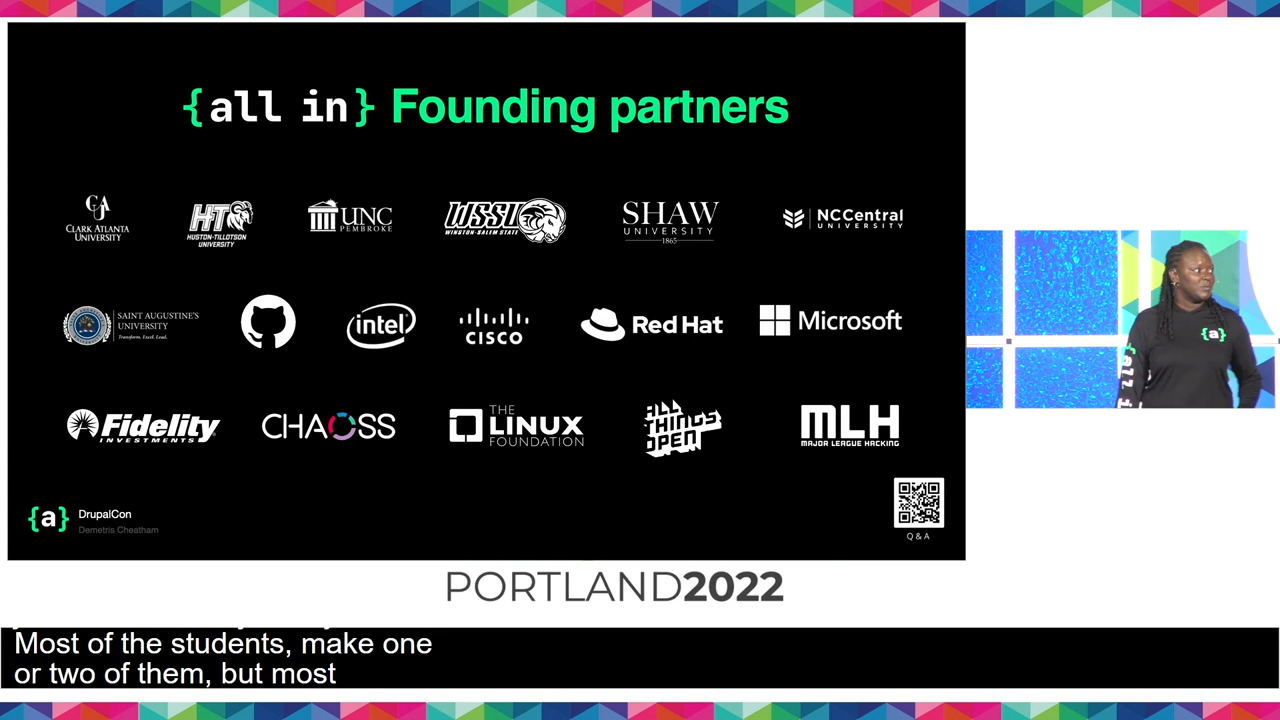 {all in} Founding partners
CAU
CLARK ATLANTA
UNIVERSITY
HT
HUSTON-TILLOTSON
UNIVERSITY
UNC
PEMBROKE
WSSU
WINSTON-SALEM STATE
SHAW
UNIVERSITY
1865
NCCentral
UNIVERSITY
SAINT AUGUSTINE'S
UNIVERSITY
Transform. Excel. Lead.
intel
CISCO
Red Hat
Microsoft
Fidelity
INVESTMENTS
CHAOSS
THE
LINUX
FOUNDATION
ALL
THINGS
OPEN
MLH
MAJOR LEAGUE HACKING
{a}
DrupalCon
Demetris Cheatham
Q & A
{a}
{all i
PORTLAND2022
Most of the students, make one
or two of them, but most